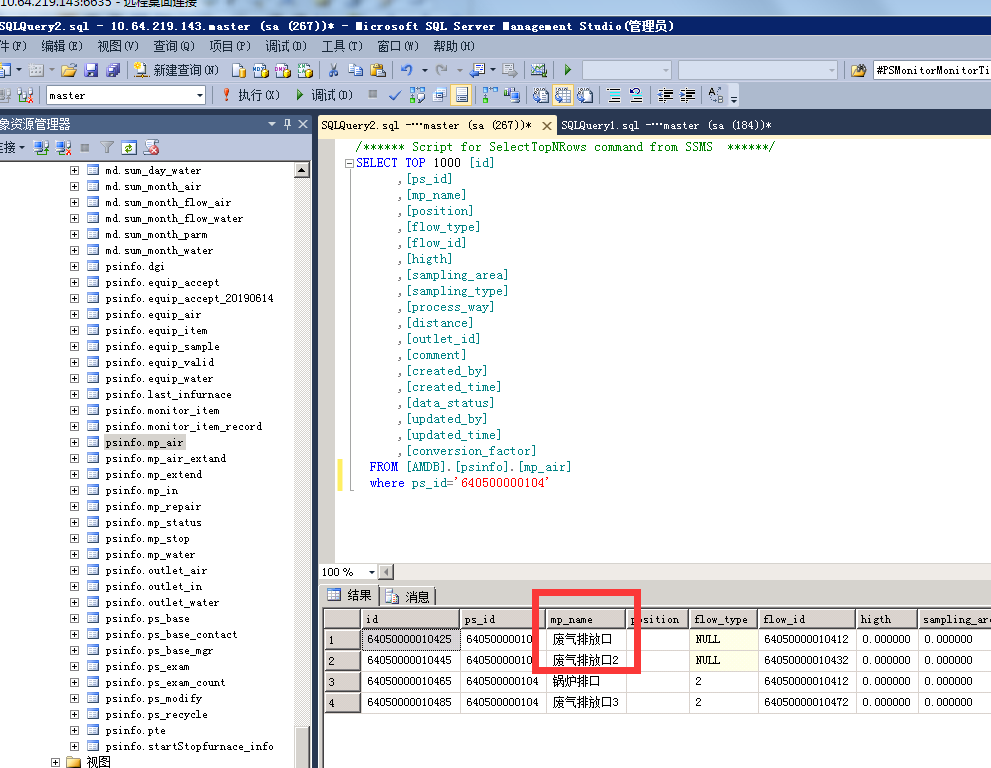 10.64.219.143:6635 - 远程桌面连接
SQLQuery2.sql - 10.64.219.143.master (sa (267))* - Microsoft SQL Server Management Studio(管理员)
件(F) 编辑(E) 视图(V) 查询(Q) 项目(P) 调试(D) 工具(T) 窗口(W) 帮助(H)
新建查询(N) #PSMonitorMonitorTi
master 执行(X) 调试(D)
象资源管理器
连接
md.sum_day_water
md.sum_month_air
md.sum_month_flow_air
md.sum_month_flow_water
md.sum_month_parm
md.sum_month_water
psinfo.dgi
psinfo.equip_accept
psinfo.equip_accept_20190614
psinfo.equip_air
psinfo.equip_item
psinfo.equip_sample
psinfo.equip_valid
psinfo.equip_water
psinfo.last_infurnace
psinfo.monitor_item
psinfo.monitor_item_record
psinfo.mp_air
psinfo.mp_air_extand
psinfo.mp_extend
psinfo.mp_in
psinfo.mp_repair
psinfo.mp_status
psinfo.mp_stop
psinfo.mp_water
psinfo.outlet_air
psinfo.outlet_in
psinfo.outlet_water
psinfo.ps_base
psinfo.ps_base_contact
psinfo.ps_base_mgr
psinfo.ps_exam
psinfo.ps_exam_count
psinfo.ps_modify
psinfo.ps_recycle
psinfo.pte
psinfo.startStopfurnace_info
视图
SQLQuery2.sql -...master (sa (267))* SQLQuery1.sql -...master (sa (184))*
/****** Script for SelectTopNRows command from SSMS ******/
SELECT TOP 1000 [id]
,[ps_id]
,[mp_name]
,[position]
,[flow_type]
,[flow_id]
,[higth]
,[sampling_area]
,[sampling_type]
,[process_way]
,[distance]
,[outlet_id]
,[comment]
,[created_by]
,[created_time]
,[data_status]
,[updated_by]
,[updated_time]
,[conversion_factor]
FROM [AMDB].[psinfo].[mp_air]
where ps_id='640500000104'
100 %
结果 消息
id ps_id mp_name position flow_type flow_id higth sampling_are
1 64050000010425 64050000010 废气排放口 NULL 64050000010412 0.000000 0.000000
2 64050000010445 64050000010 废气排放口2 NULL 64050000010432 0.000000 0.000000
3 64050000010465 640500000104 锅炉排口 2 64050000010412 0.000000 0.000000
4 64050000010485 640500000104 废气排放口3 2 64050000010472 0.000000 0.000000